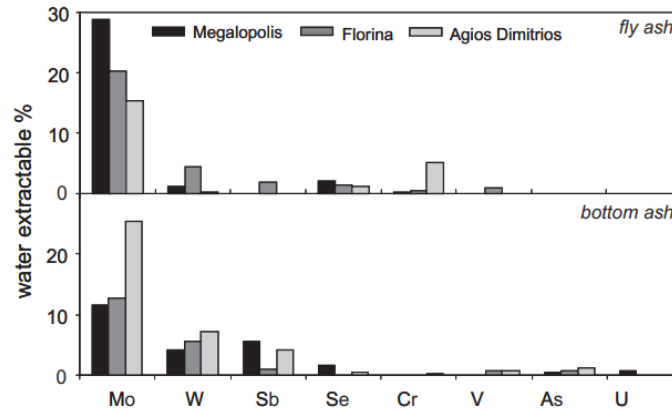 30
Megalopolis Florina Agios Dimitrios fly ash
20
10
0
water extractable %
bottom ash
20
10
0
Mo W Sb Se Cr V As U